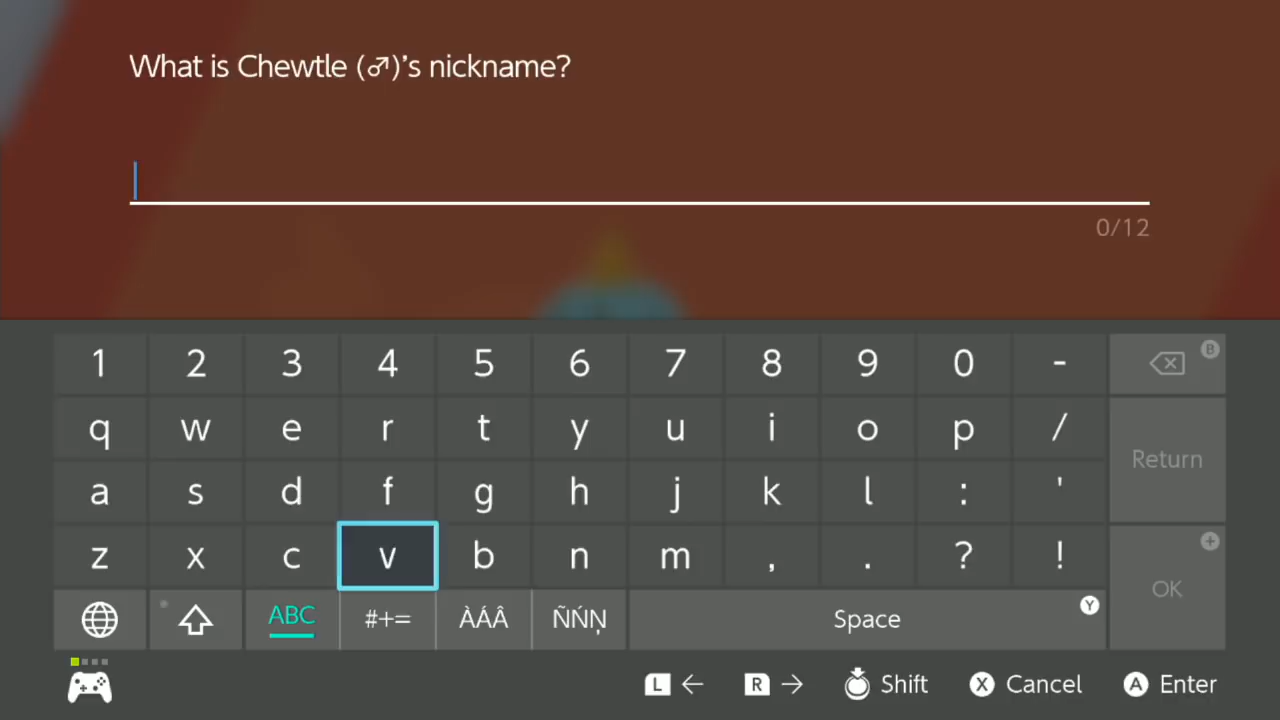 What is Chewtle (♂)'s nickname?
0/12
1 2 3 4 5 6 7 8 9 0 - B
q w e r t y u i o p /
Return
a s d f g h j k l : '
z x c v b n m , . ? ! +
OK
ABC #+= ÀÁÂ ÑŃŅ Space Y
L ← R → Shift X Cancel A Enter